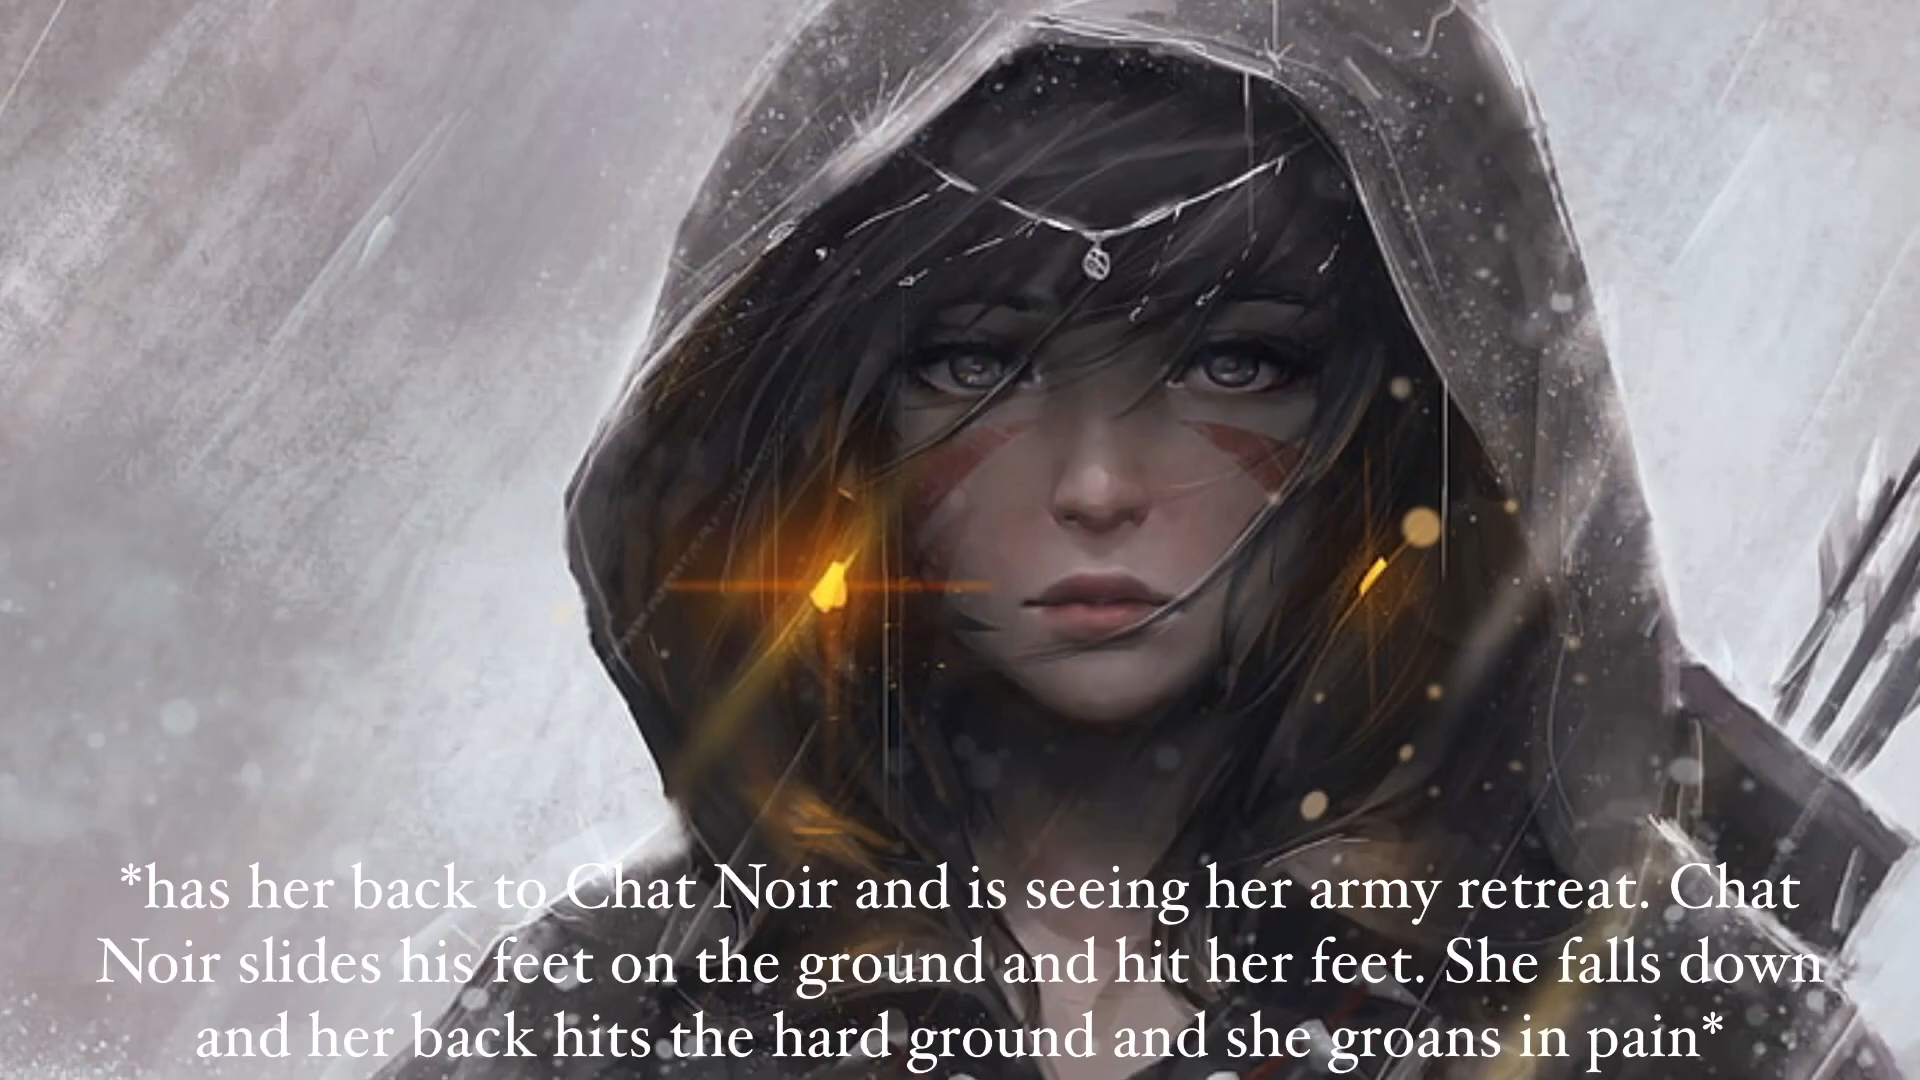 *has her back to Chat Noir and is seeing her army retreat. Chat
Noir slides his feet on the ground and hit her feet. She falls down
and her back hits the hard ground and she groans in pain*